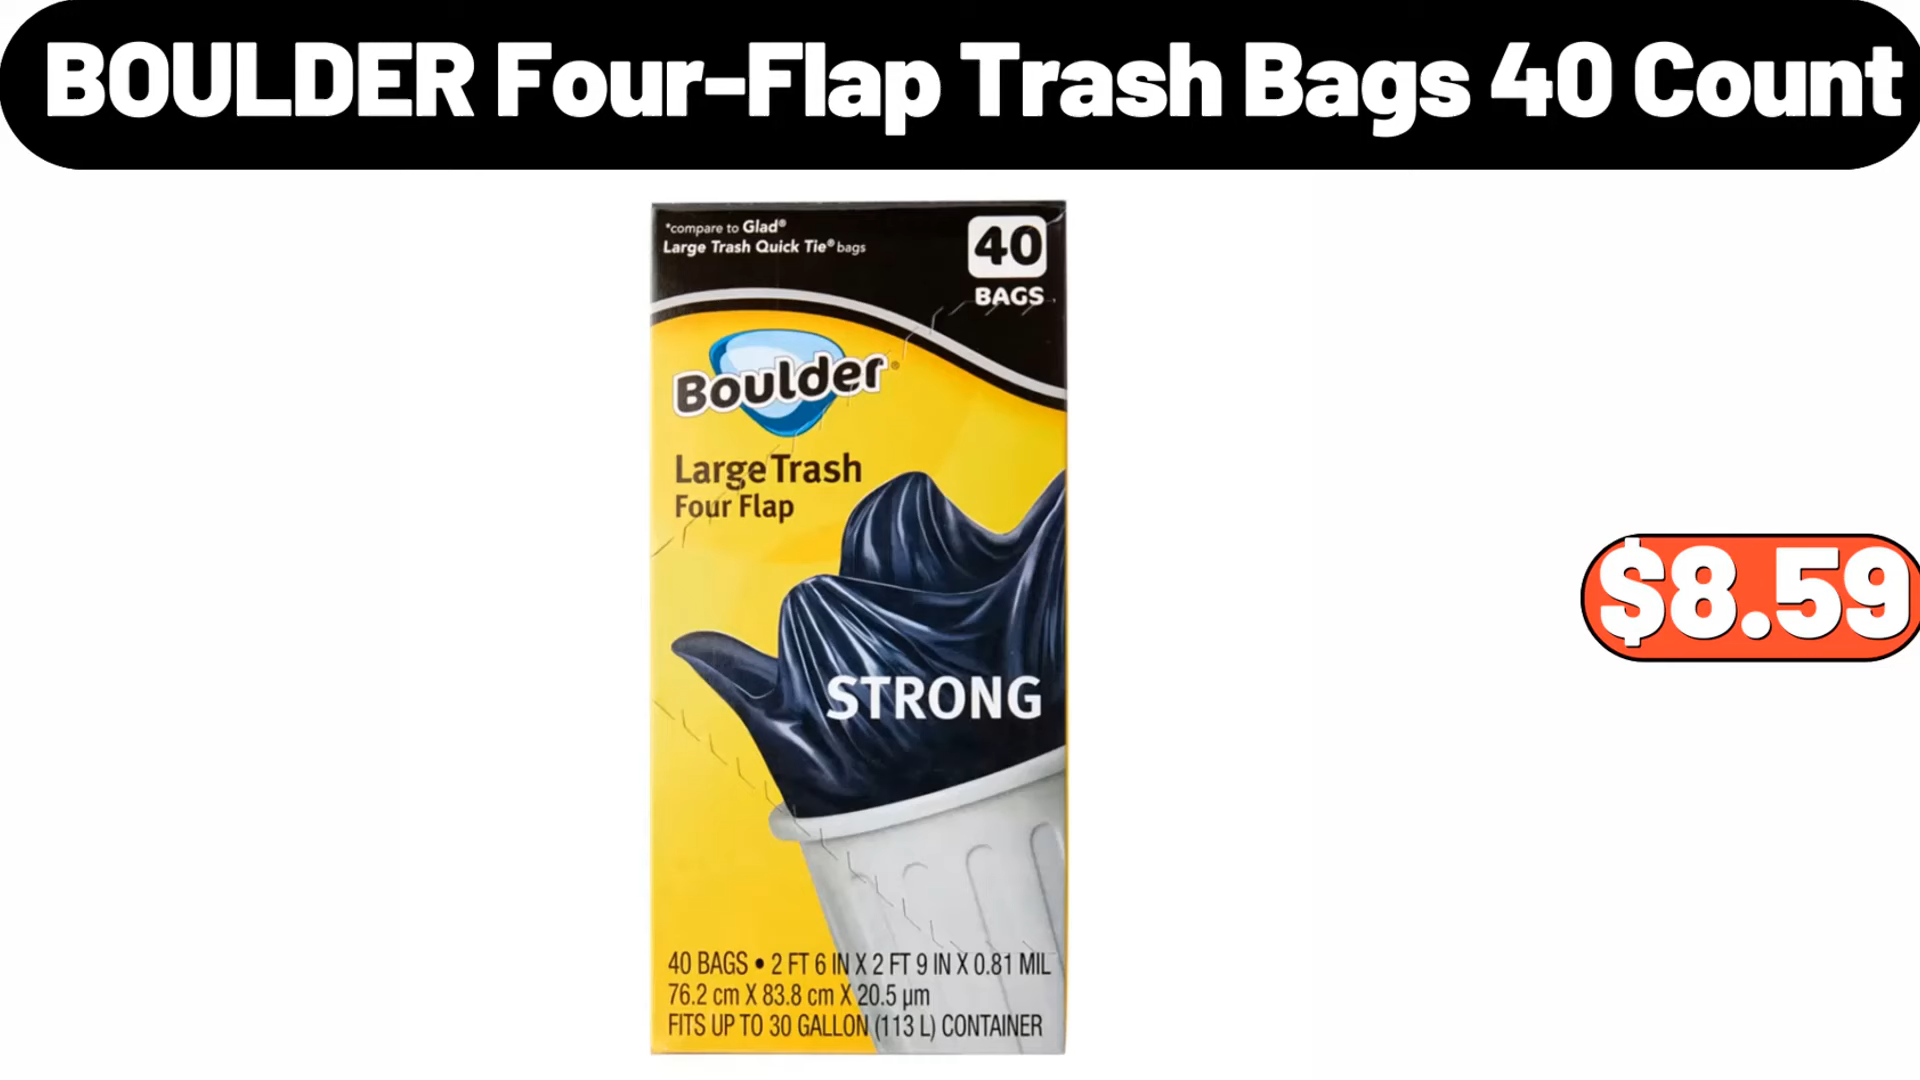 BOULDER Four-Flap Trash Bags 40 Count
*compare to Glad®
Large Trash Quick Tie® bags
40
BAGS
Boulder®
Large Trash
Four Flap
$8.59
STRONG
40 BAGS • 2 FT 6 IN X 2 FT 9 IN X 0.81 MIL
76.2 cm X 83.8 cm X 20.5 µm
FITS UP TO 30 GALLON (113 L) CONTAINER